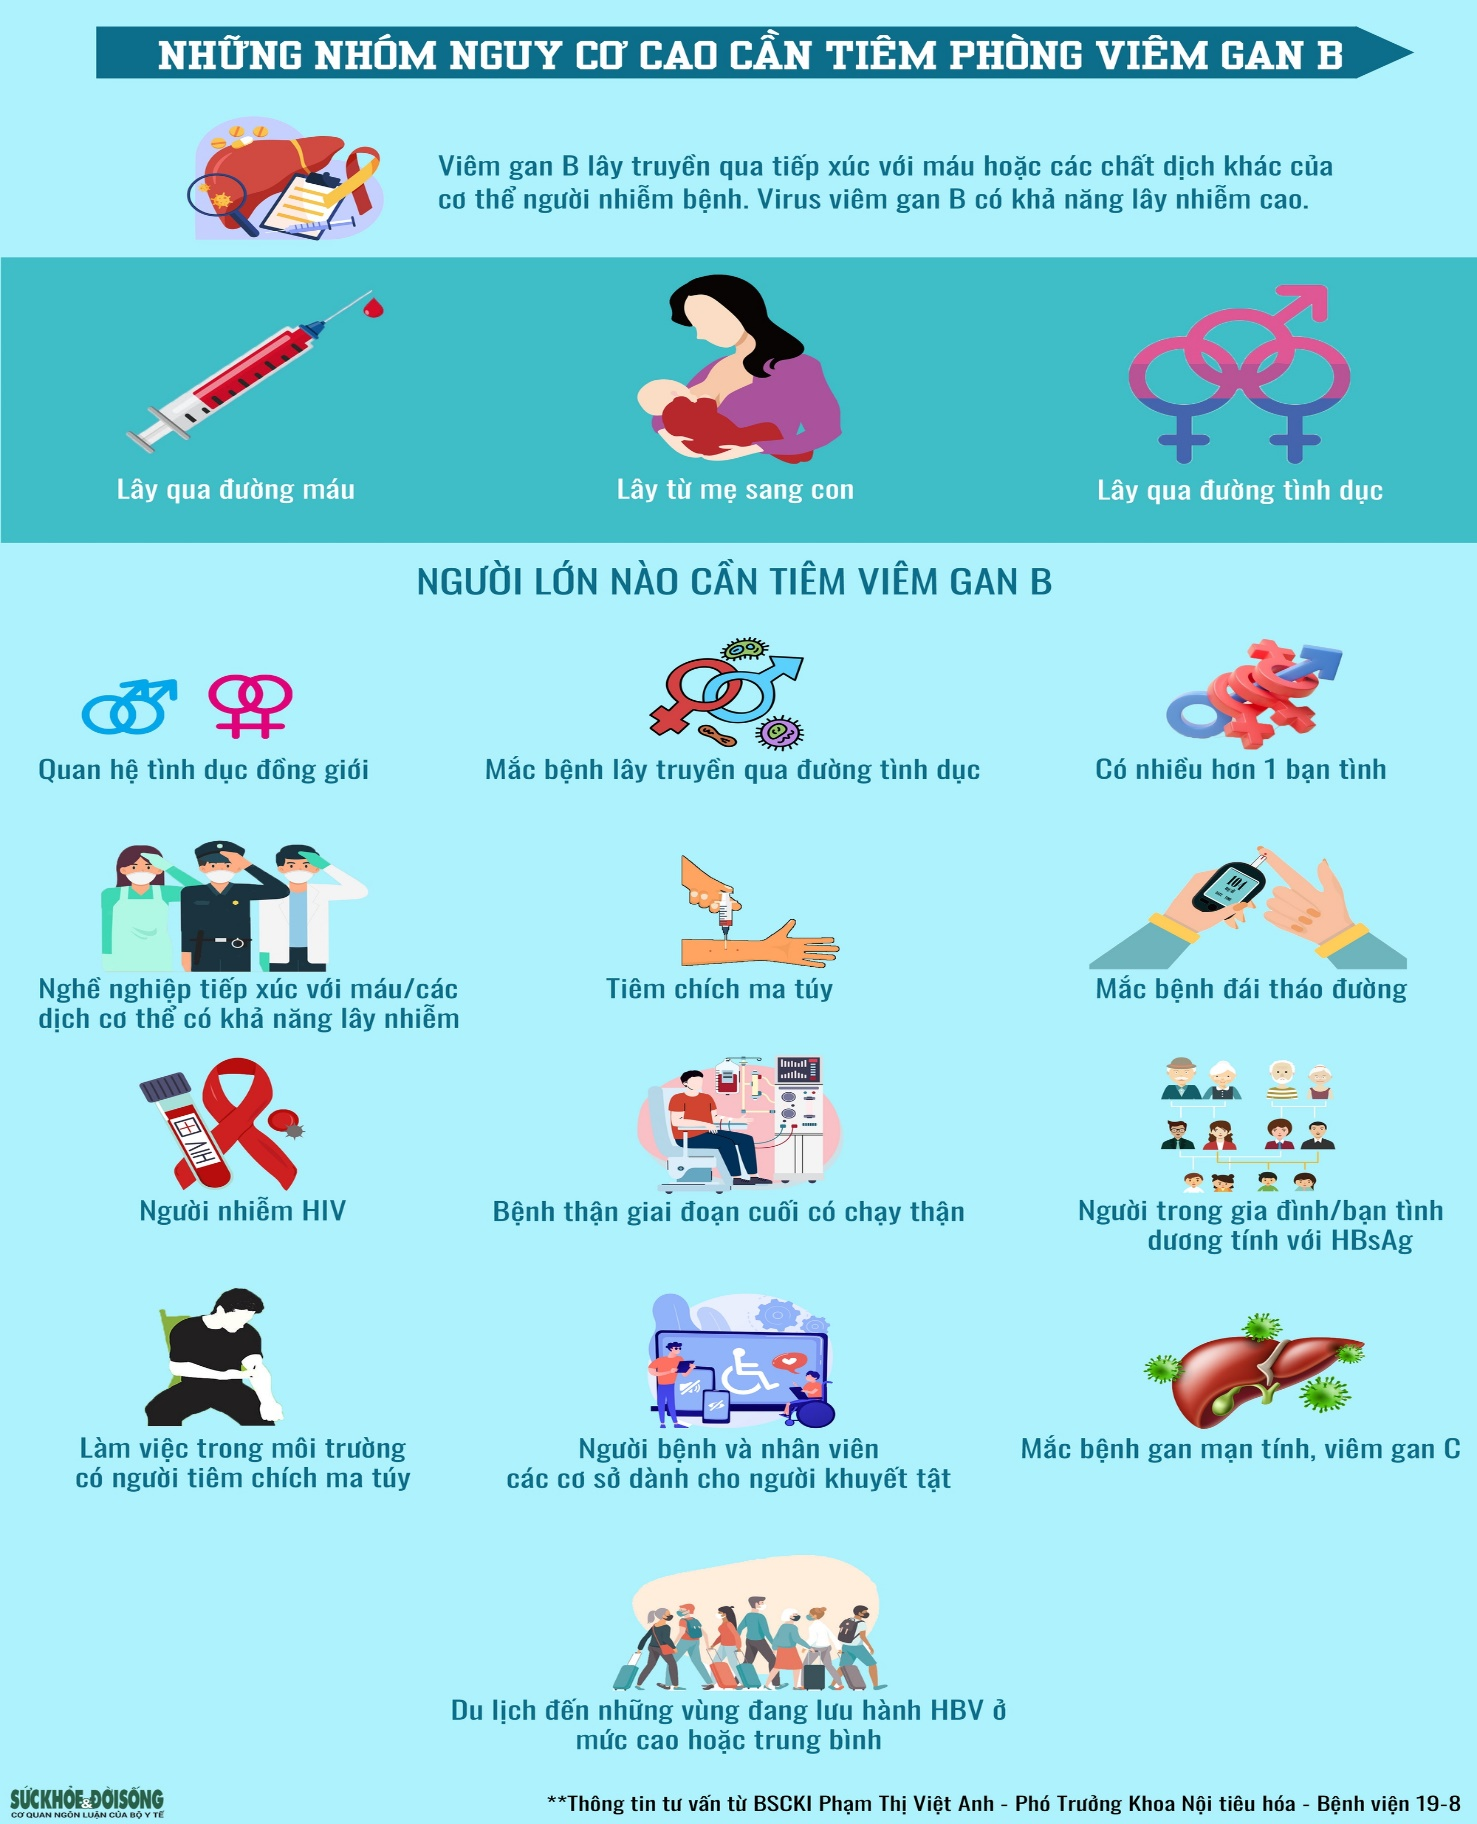 NHỮNG NHÓM NGUY CƠ CAO CẦN TIÊM PHÒNG VIÊM GAN B
Viêm gan B lây truyền qua tiếp xúc với máu hoặc các chất dịch khác của
cơ thể người nhiễm bệnh. Virus viêm gan B có khả năng lây nhiễm cao.
Lây qua đường máu
Lây từ mẹ sang con
Lây qua đường tình dục
NGƯỜI LỚN NÀO CẦN TIÊM VIÊM GAN B
Quan hệ tình dục đồng giới
Mắc bệnh lây truyền qua đường tình dục
Có nhiều hơn 1 bạn tình
104
Nghề nghiệp tiếp xúc với máu/các
dịch cơ thể có khả năng lây nhiễm
Tiêm chích ma túy
Mắc bệnh đái tháo đường
HIV
Người nhiễm HIV
Bệnh thận giai đoạn cuối có chạy thận
Người trong gia đình/bạn tình
dương tính với HBsAg
Làm việc trong môi trường
có người tiêm chích ma túy
Người bệnh và nhân viên
các cơ sở dành cho người khuyết tật
Mắc bệnh gan mạn tính, viêm gan C
Du lịch đến những vùng đang lưu hành HBV ở
mức cao hoặc trung bình
SỨCKHỎE&ĐỜISỐNG
CƠ QUAN NGÔN LUẬN CỦA BỘ Y TẾ
**Thông tin tư vấn từ BSCKI Phạm Thị Việt Anh - Phó Trưởng Khoa Nội tiêu hóa - Bệnh viện 19-8